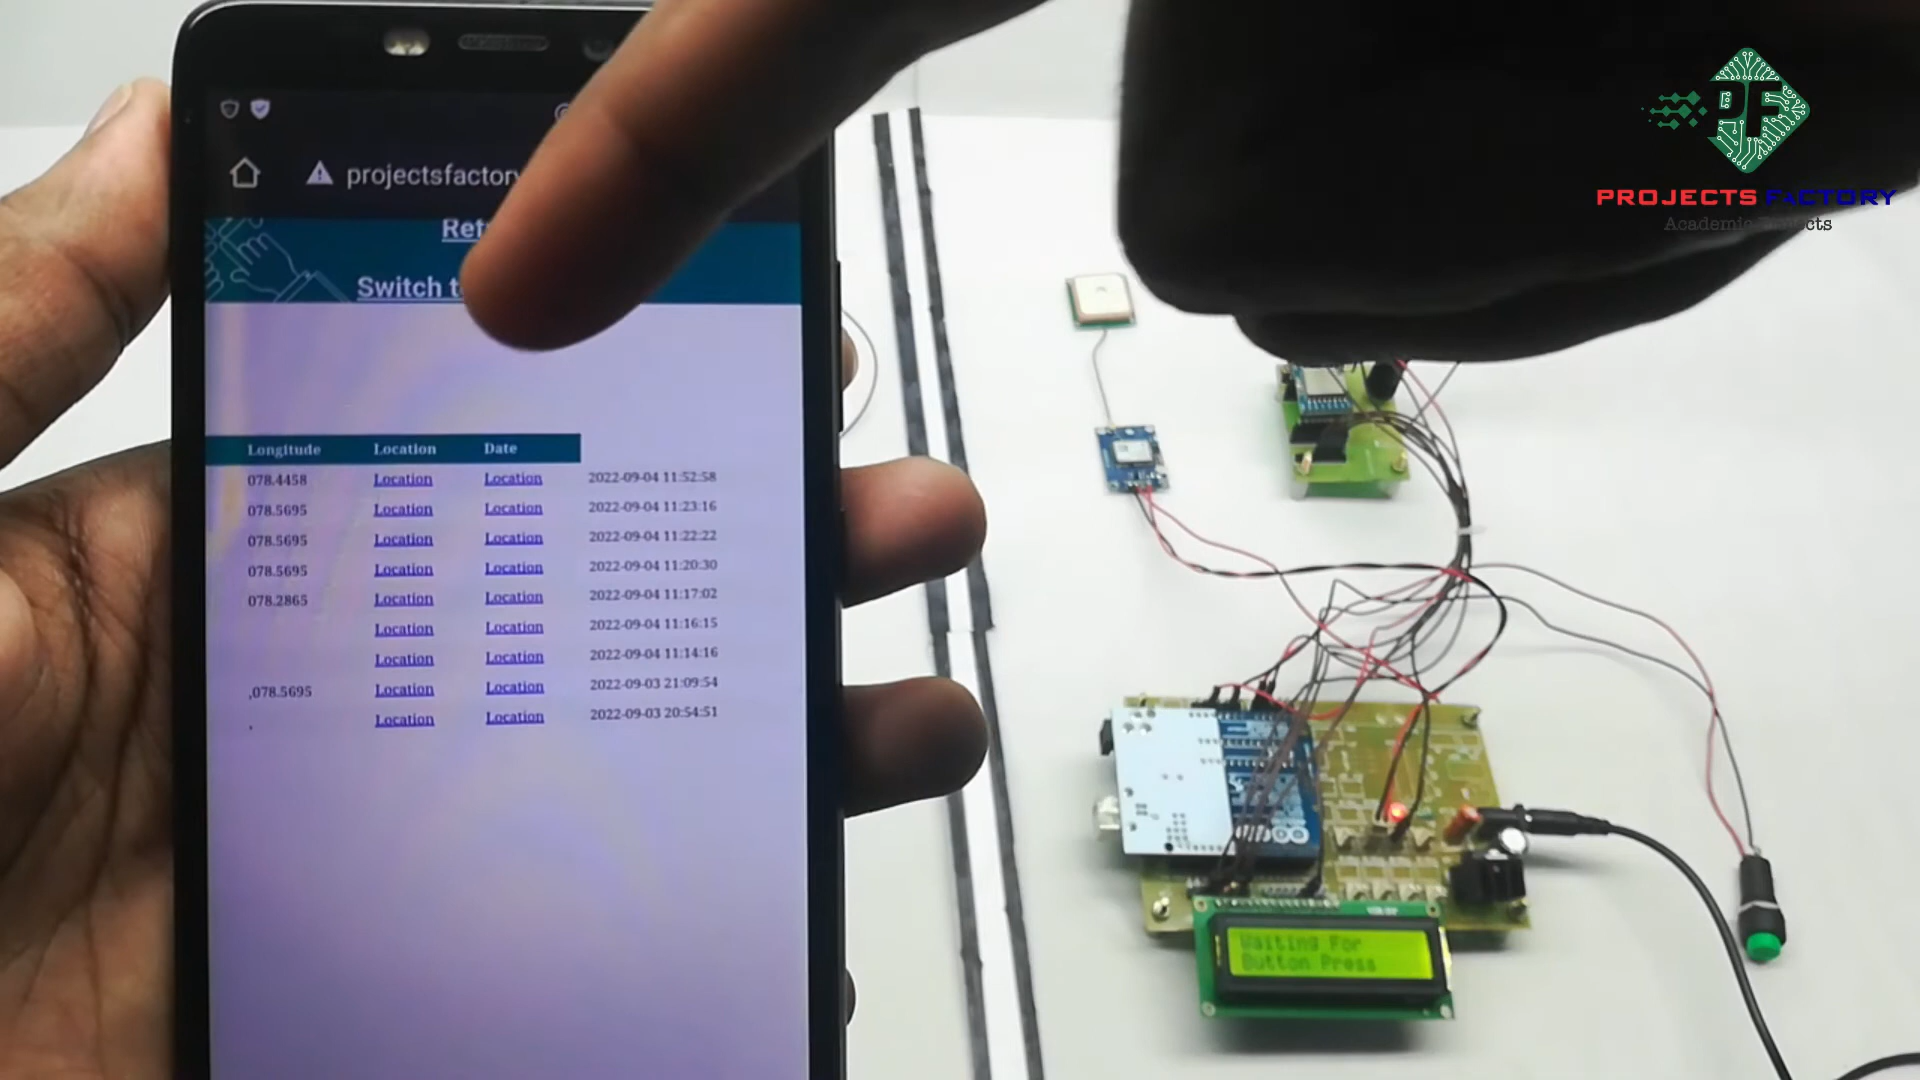 projectsfactory
Switch
Longitude Location Date
078.4458 Location Location 2022-09-04 11:52:58
078.5695 Location Location 2022-09-04 11:23:16
078.5695 Location Location 2022-09-04 11:22:22
078.5695 Location Location 2022-09-04 11:20:30
078.2865 Location Location 2022-09-04 11:17:02
Location Location 2022-09-04 11:16:15
Location Location 2022-09-04 11:14:16
,078.5695 Location Location 2022-09-03 21:09:54
, Location Location 2022-09-03 20:54:51
PF
PROJECTS FACTORY
Academic Projects
Waiting For
Button Press